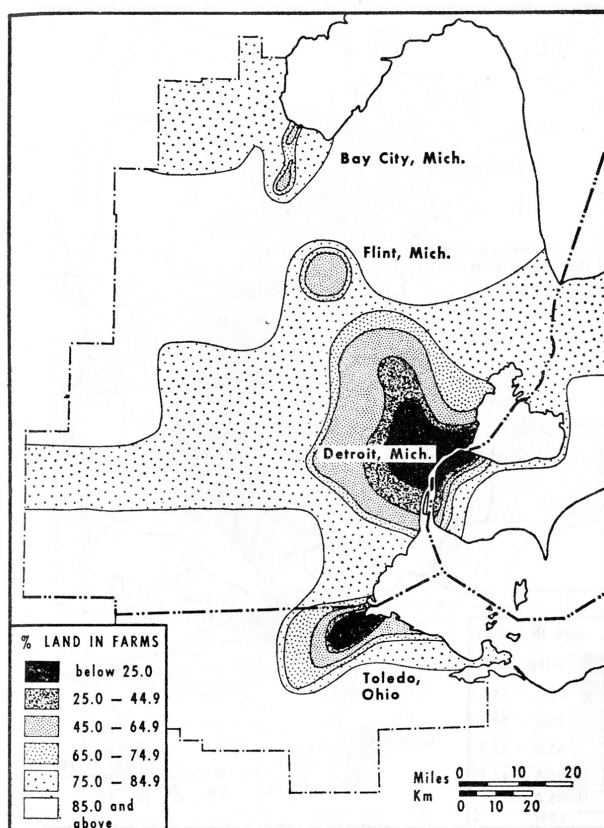 Bay City, Mich.
Flint, Mich.
Detroit, Mich.
Toledo,
Ohio
% LAND IN FARMS
below 25.0
25.0 — 44.9
45.0 — 64.9
65.0 — 74.9
75.0 — 84.9
85.0 and
above
Miles 0 10 20
Km 0 10 20